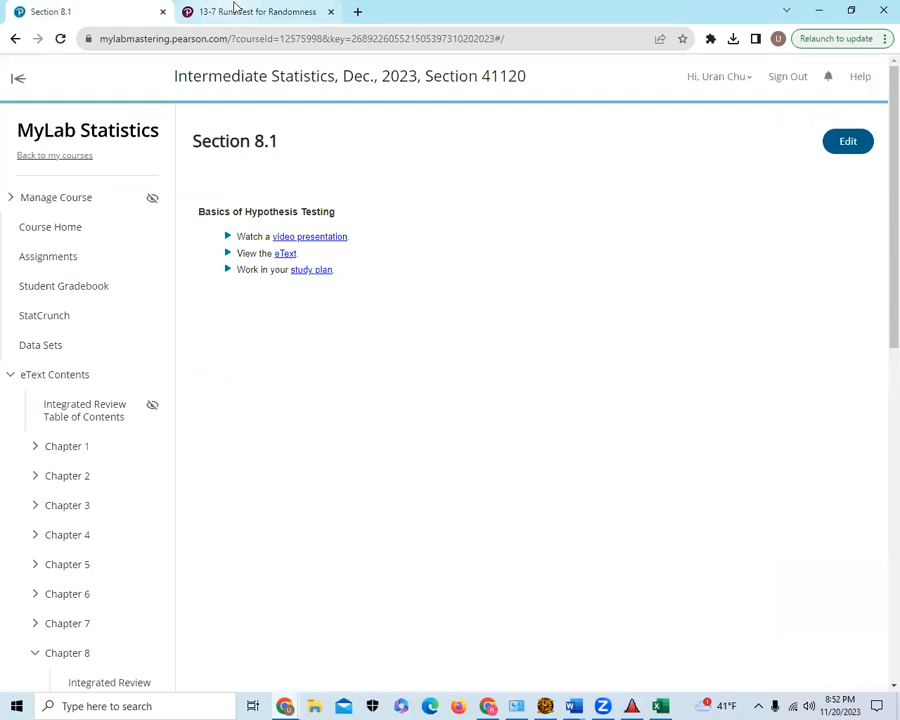 Section 8.1
13-7 Runs Test for Randomness
mylabmastering.pearson.com/?courseId=12575998&key=268922605521505397310202023#/
Relaunch to update
Intermediate Statistics, Dec., 2023, Section 41120
Hi, Uran Chu
Sign Out
Help
MyLab Statistics
Back to my courses
Manage Course
Course Home
Assignments
Student Gradebook
StatCrunch
Data Sets
eText Contents
Integrated Review
Table of Contents
Chapter 1
Chapter 2
Chapter 3
Chapter 4
Chapter 5
Chapter 6
Chapter 7
Chapter 8
Integrated Review
Section 8.1
Edit
Basics of Hypothesis Testing
Watch a video presentation.
View the eText.
Work in your study plan.
Type here to search
41°F
8:52 PM
11/20/2023